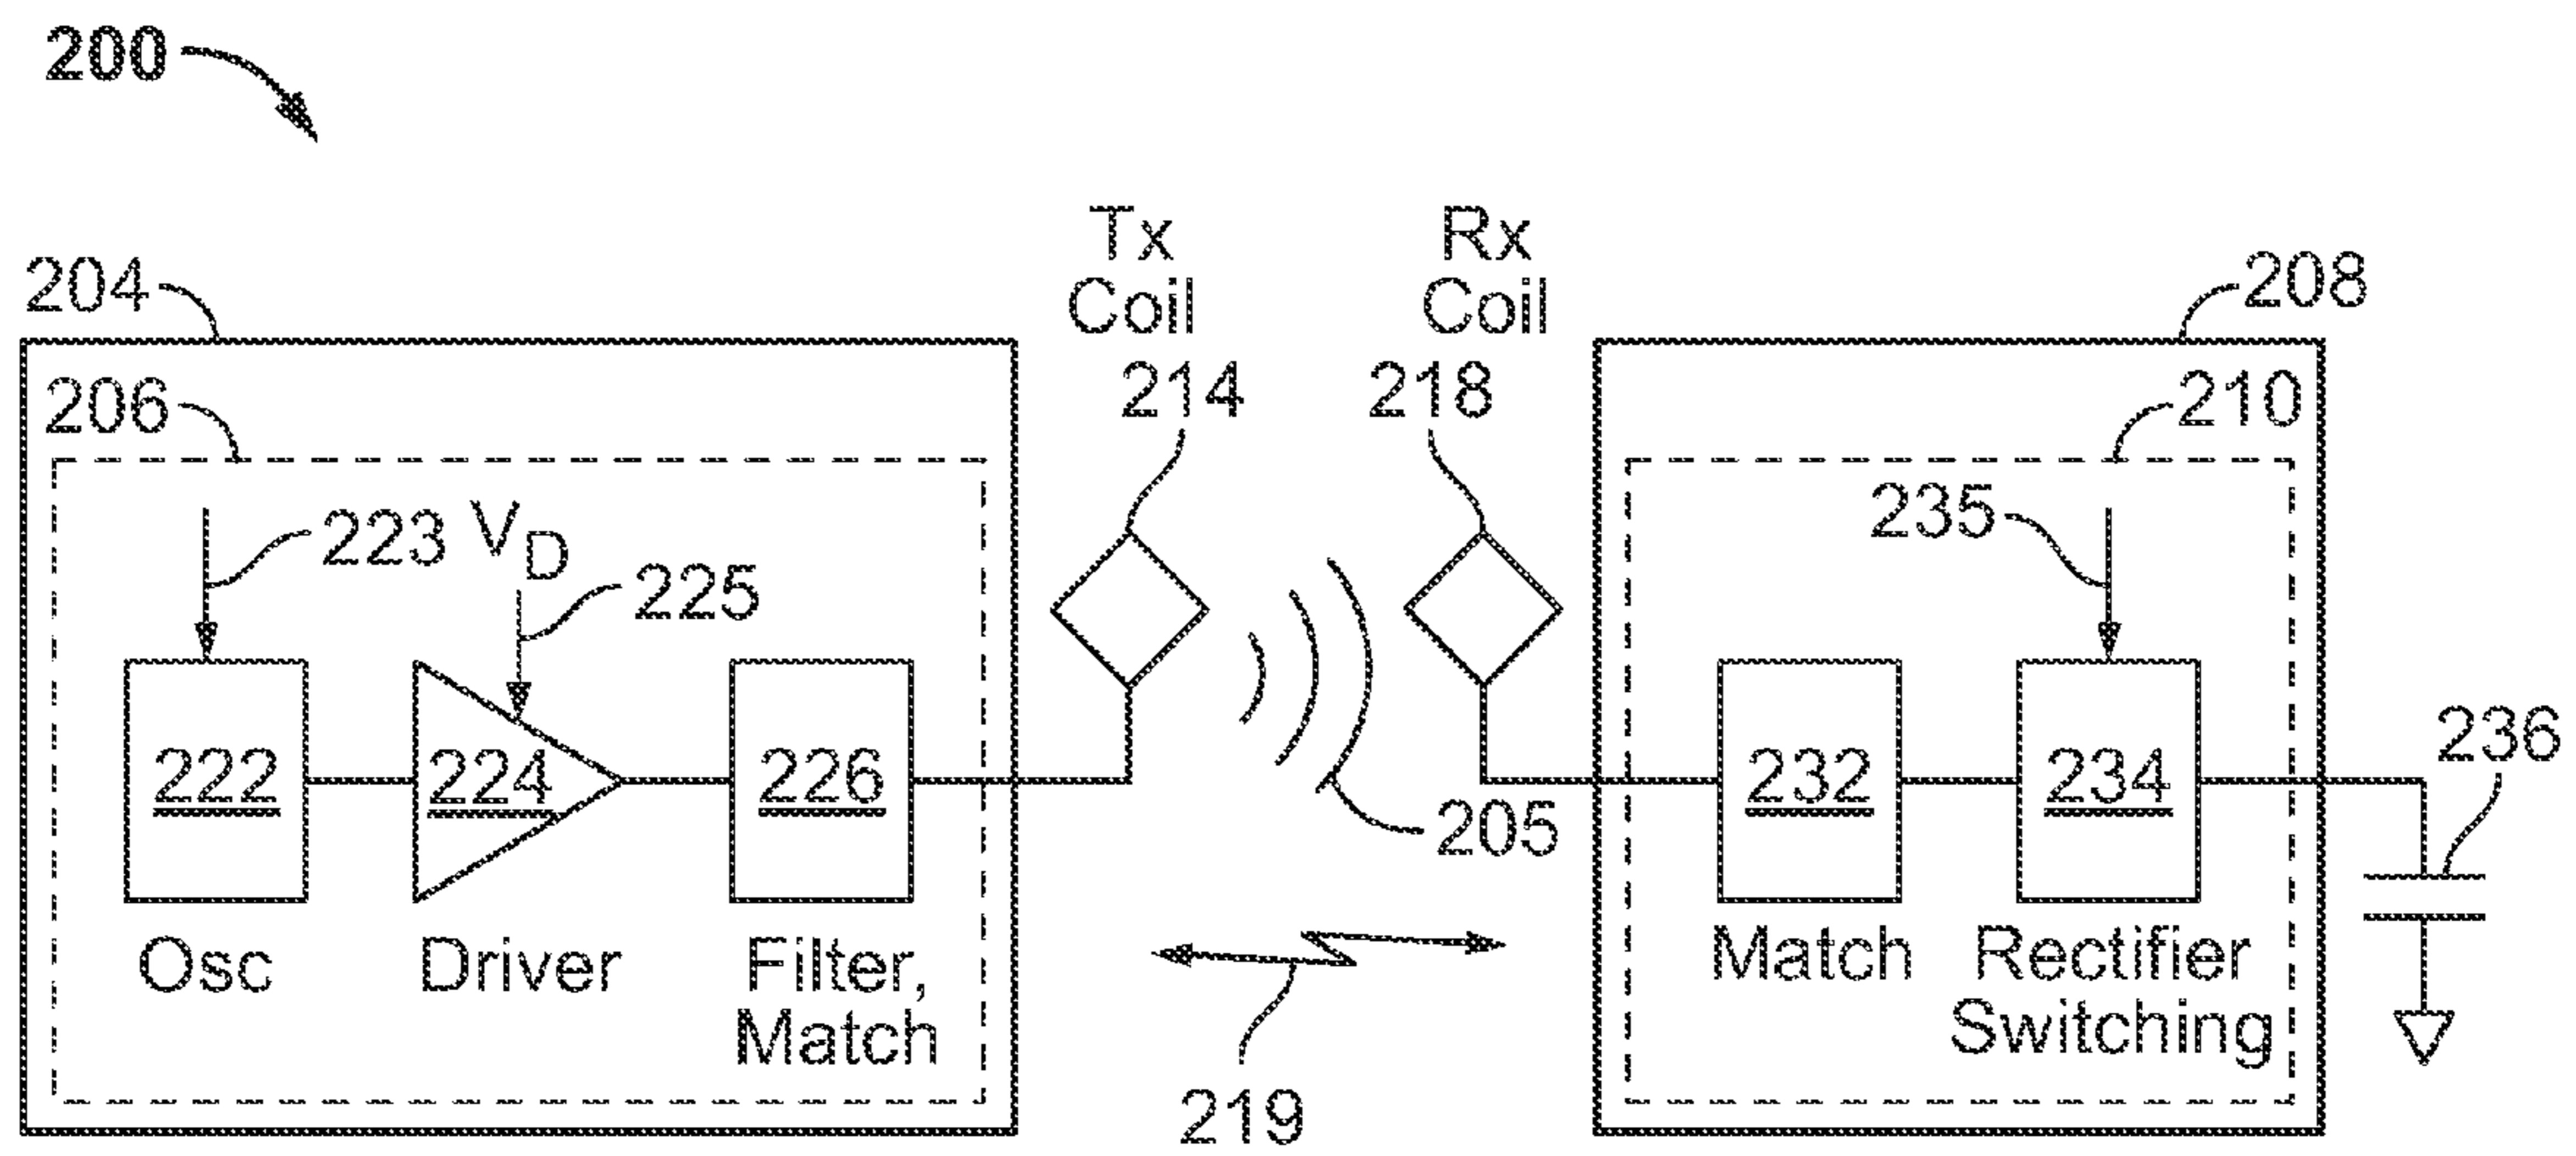 200
Tx
Coil
214
Rx
Coil
218
204
206
208
210
223
V_D
225
235
222
224
226
232
234
236
205
Osc
Driver
Filter,
Match
Match
Rectifier
Switching
219